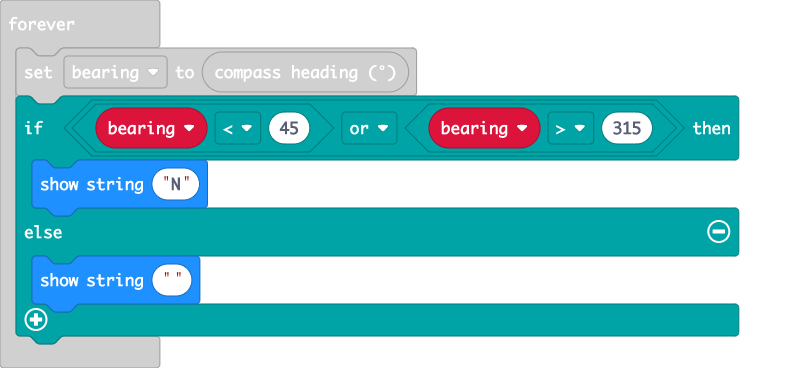 forever
set bearing to compass heading (°)
if bearing < 45 or bearing > 315 then
show string "N"
else
show string " "